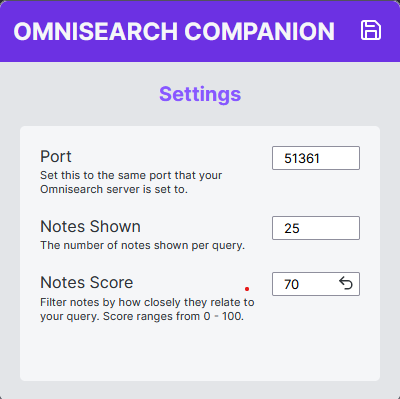 OMNISEARCH COMPANION
Settings
Port
51361
Set this to the same port that your
Omnisearch server is set to.
Notes Shown
25
The number of notes shown per query.
Notes Score
70
Filter notes by how closely they relate to
your query. Score ranges from 0 - 100.